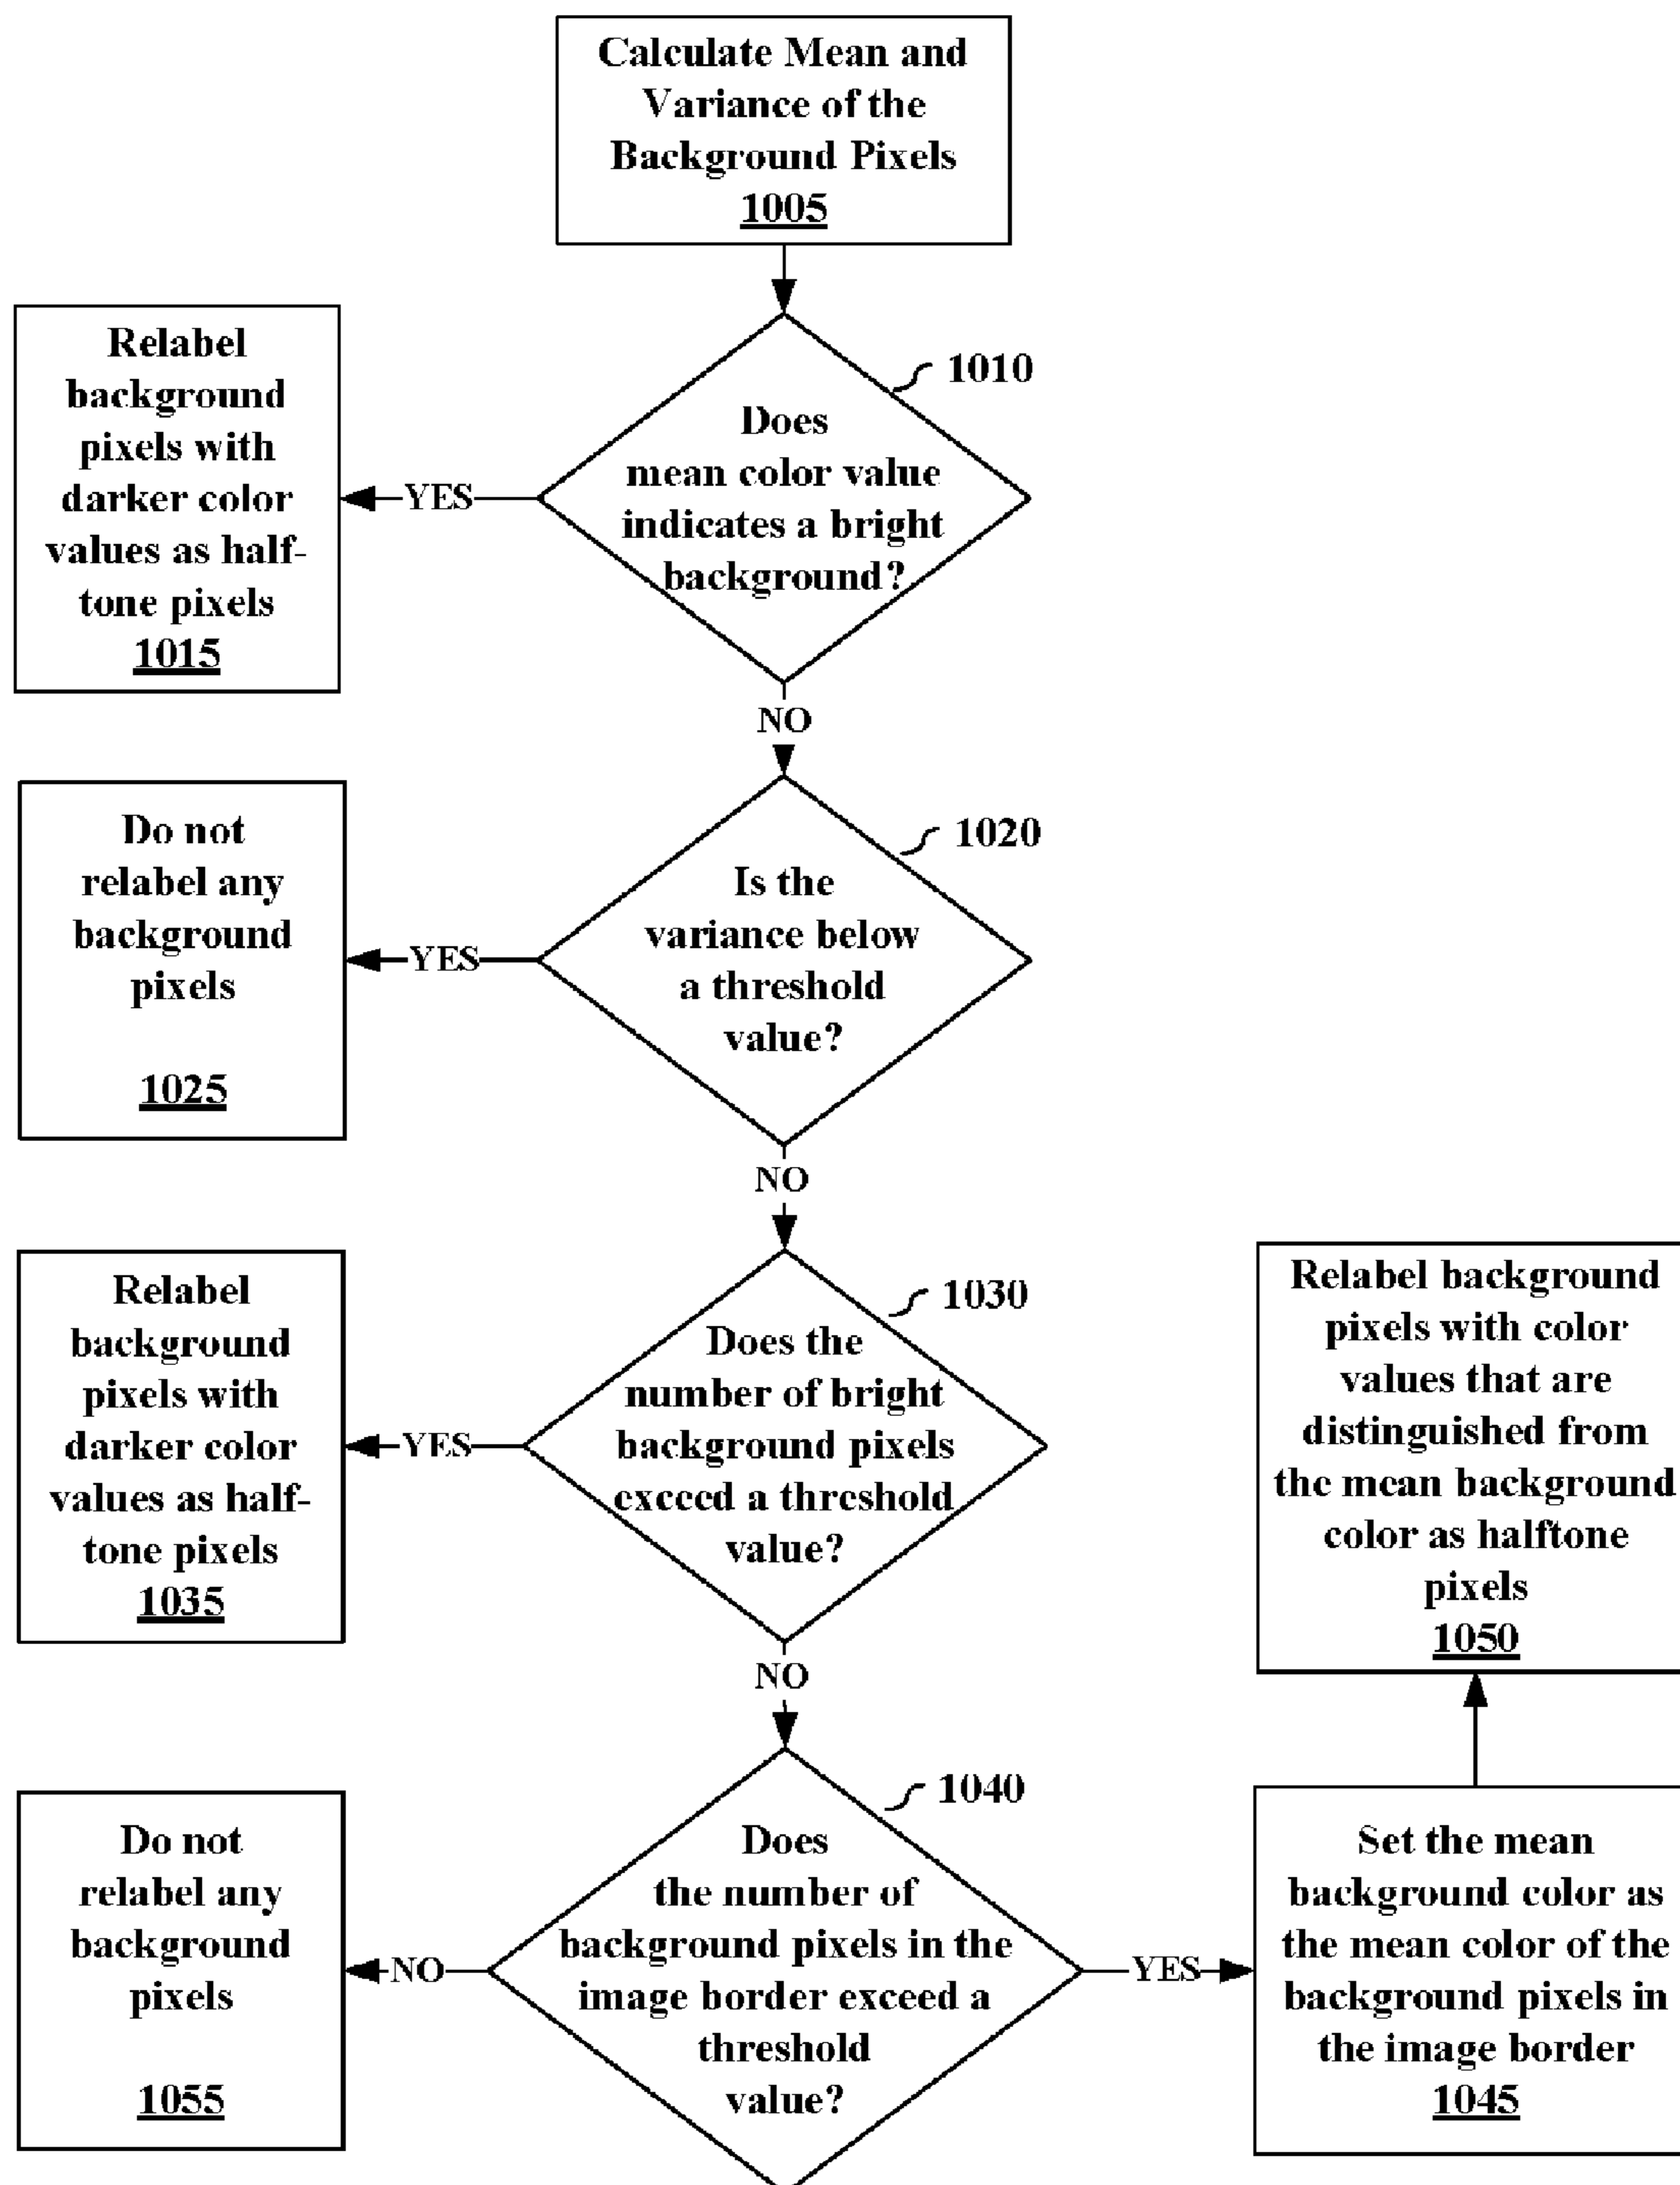 Calculate Mean and
Variance of the
Background Pixels
1005
1010
Does
mean color value
indicates a bright
background?
YES
Relabel
background
pixels with
darker color
values as half-
tone pixels
1015
NO
1020
Is the
variance below
a threshold
value?
YES
Do not
relabel any
background
pixels
1025
NO
1030
Does the
number of bright
background pixels
exceed a threshold
value?
YES
Relabel
background
pixels with
darker color
values as half-
tone pixels
1035
NO
1040
Does
the number of
background pixels in the
image border exceed a
threshold
value?
NO
Do not
relabel any
background
pixels
1055
YES
Set the mean
background color as
the mean color of the
background pixels in
the image border
1045
Relabel background
pixels with color
values that are
distinguished from
the mean background
color as halftone
pixels
1050